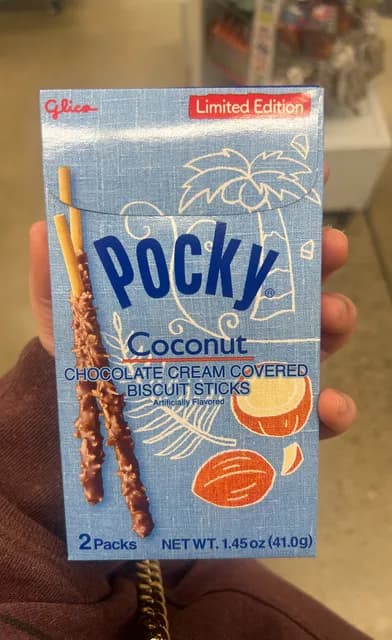 Glico
Limited Edition
Pocky®
Coconut
CHOCOLATE CREAM COVERED
BISCUIT STICKS
Artificially Flavored
2 Packs NET WT. 1.45 oz (41.0g)